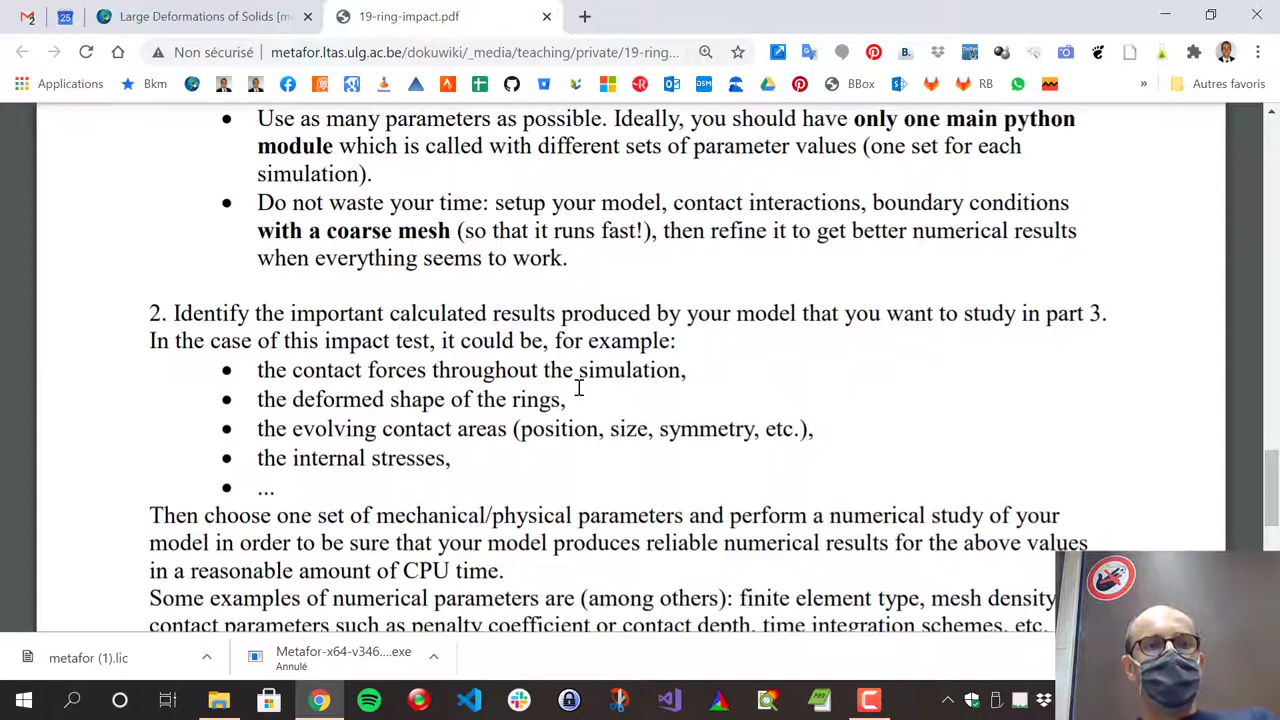 Large Deformations of Solids [m
19-ring-impact.pdf
Non sécurisé
metafor.ltas.ulg.ac.be/dokuwiki/_media/teaching/private/19-ring...
Applications
Bkm
BBox
RB
»
Autres favoris
• Use as many parameters as possible. Ideally, you should have only one main python
module which is called with different sets of parameter values (one set for each
simulation).
• Do not waste your time: setup your model, contact interactions, boundary conditions
with a coarse mesh (so that it runs fast!), then refine it to get better numerical results
when everything seems to work.
2. Identify the important calculated results produced by your model that you want to study in part 3.
In the case of this impact test, it could be, for example:
• the contact forces throughout the simulation,
• the deformed shape of the rings,
• the evolving contact areas (position, size, symmetry, etc.),
• the internal stresses,
• ...
Then choose one set of mechanical/physical parameters and perform a numerical study of your
model in order to be sure that your model produces reliable numerical results for the above values
in a reasonable amount of CPU time.
Some examples of numerical parameters are (among others): finite element type, mesh density
contact parameters such as penalty coefficient or contact depth, time integration schemes, etc.
metafor (1).lic
Metafor-x64-v346....exe
Annulé